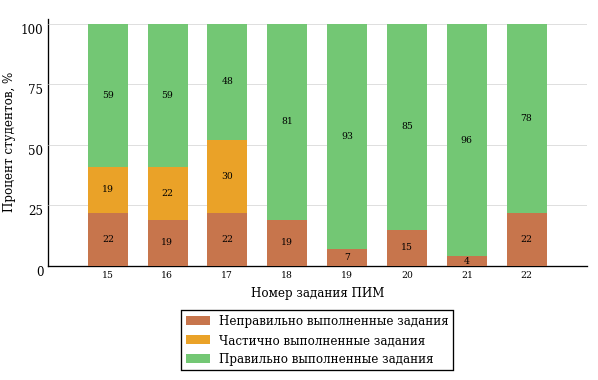 Процент студентов, %
100
75
50
25
0
59 59 48 81 93 85 96 78
19 22 30
22 19 22 19 7 15 4 22
15 16 17 18 19 20 21 22
Номер задания ПИМ
Неправильно выполненные задания
Частично выполненные задания
Правильно выполненные задания